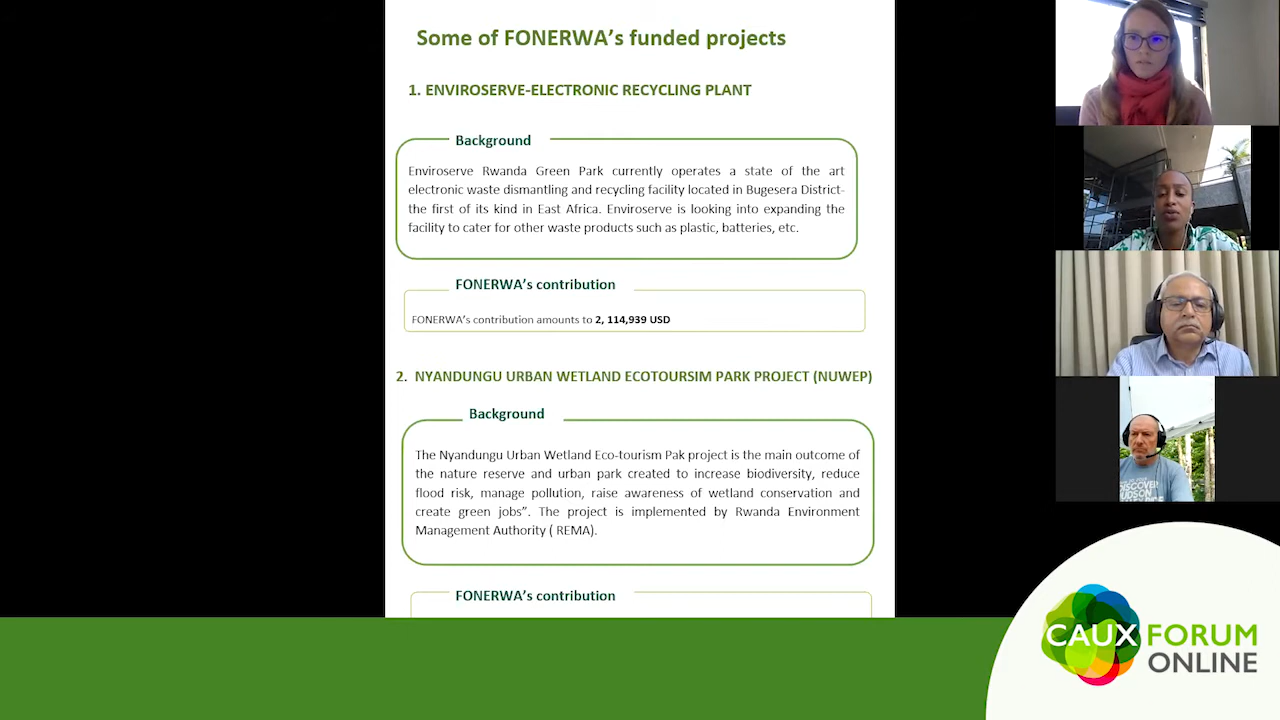 Some of FONERWA's funded projects
1. ENVIROSERVE-ELECTRONIC RECYCLING PLANT
Background
Enviroserve Rwanda Green Park currently operates a state of the art
electronic waste dismantling and recycling facility located in Bugesera District-
the first of its kind in East Africa. Enviroserve is looking into expanding the
facility to cater for other waste products such as plastic, batteries, etc.
FONERWA's contribution
FONERWA's contribution amounts to 2, 114,939 USD
2. NYANDUNGU URBAN WETLAND ECOTOURSIM PARK PROJECT (NUWEP)
Background
The Nyandungu Urban Wetland Eco-tourism Pak project is the main outcome of
the nature reserve and urban park created to increase biodiversity, reduce
flood risk, manage pollution, raise awareness of wetland conservation and
create green jobs”. The project is implemented by Rwanda Environment
Management Authority ( REMA).
FONERWA's contribution
DISCOVER
CAUX FORUM
ONLINE